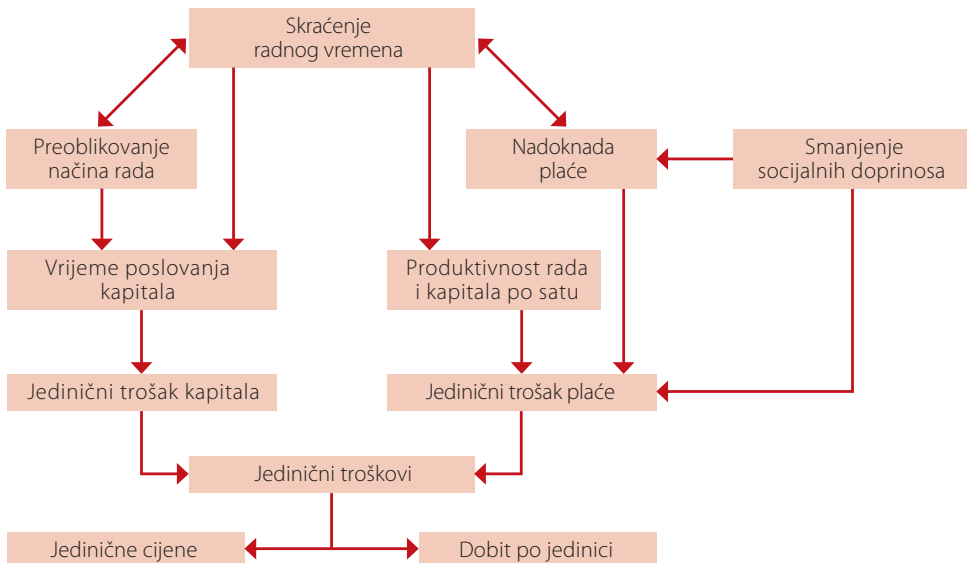 Skraćenje
radnog vremena
Preoblikovanje
načina rada
Nadoknada
plaće
Smanjenje
socijalnih doprinosa
Vrijeme poslovanja
kapitala
Produktivnost rada
i kapitala po satu
Jedinični trošak kapitala
Jedinični trošak plaće
Jedinični troškovi
Jedinične cijene
Dobit po jedinici